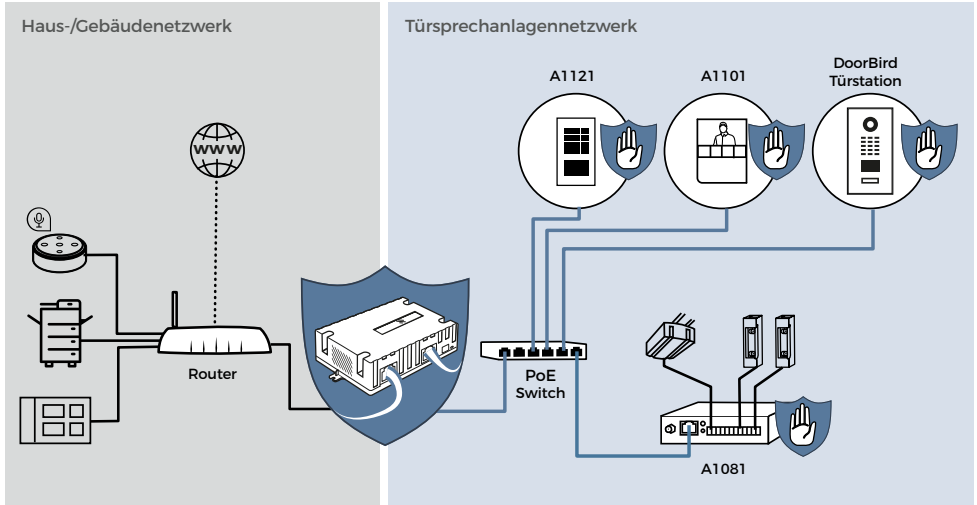 Haus-/Gebäudenetzwerk
Türsprechanlagennetzwerk
A1121
A1101
DoorBird
Türstation
www
Router
PoE
Switch
A1081